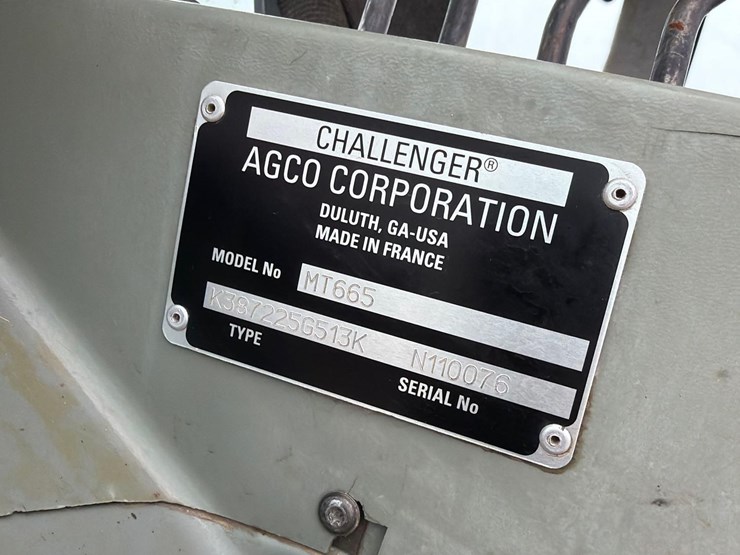 CHALLENGER®
AGCO CORPORATION
DULUTH, GA-USA
MADE IN FRANCE
MODEL No MT665
K387225G513K N110076
TYPE SERIAL No